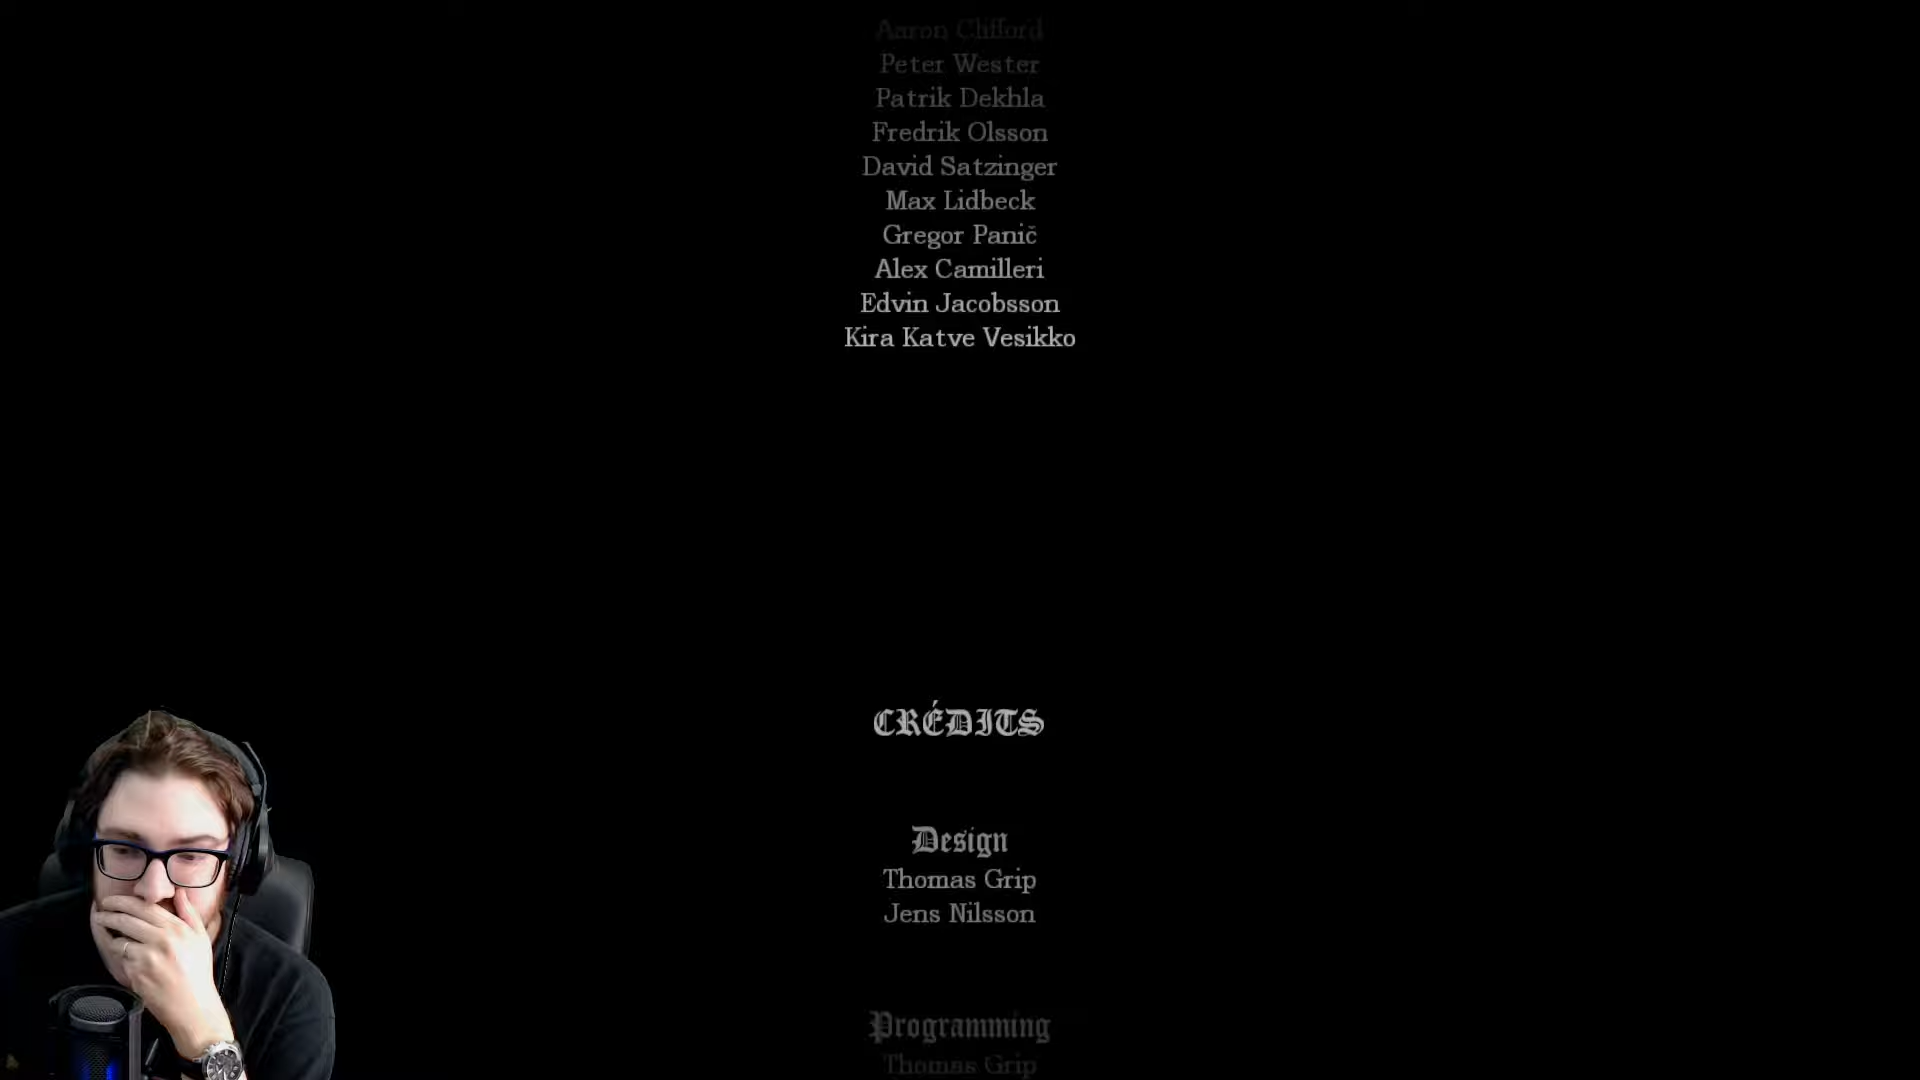 Aaron Clifford
Peter Wester
Patrik Dekhla
Fredrik Olsson
David Satzinger
Max Lidbeck
Gregor Panič
Alex Camilleri
Edvin Jacobsson
Kira Katve Vesikko
CRÉDITS
Design
Thomas Grip
Jens Nilsson
Programming
Thomas Grip